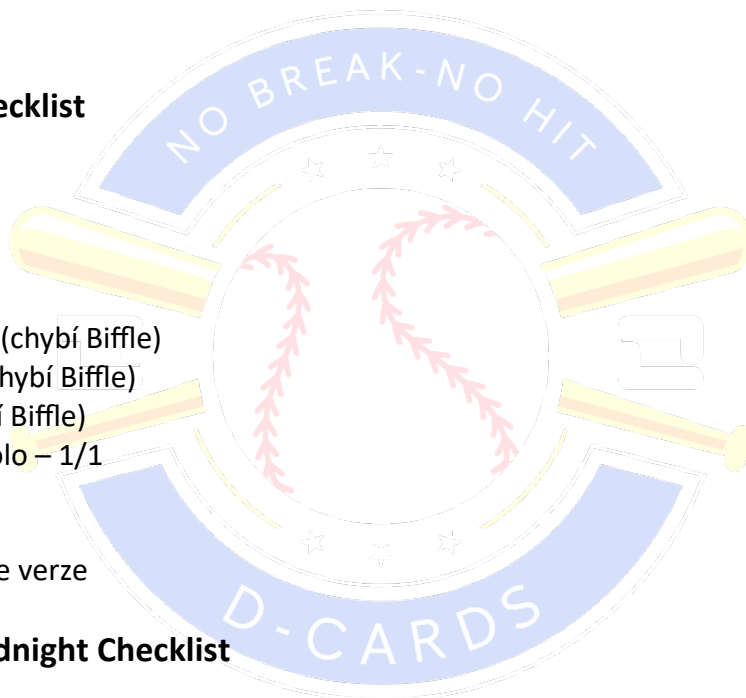 NO BREAK-NO HIT
ecklist
(chybí Biffle)
hybí Biffle)
í Biffle)
olo – 1/1
e verze
D-CARDS
dnight Checklist